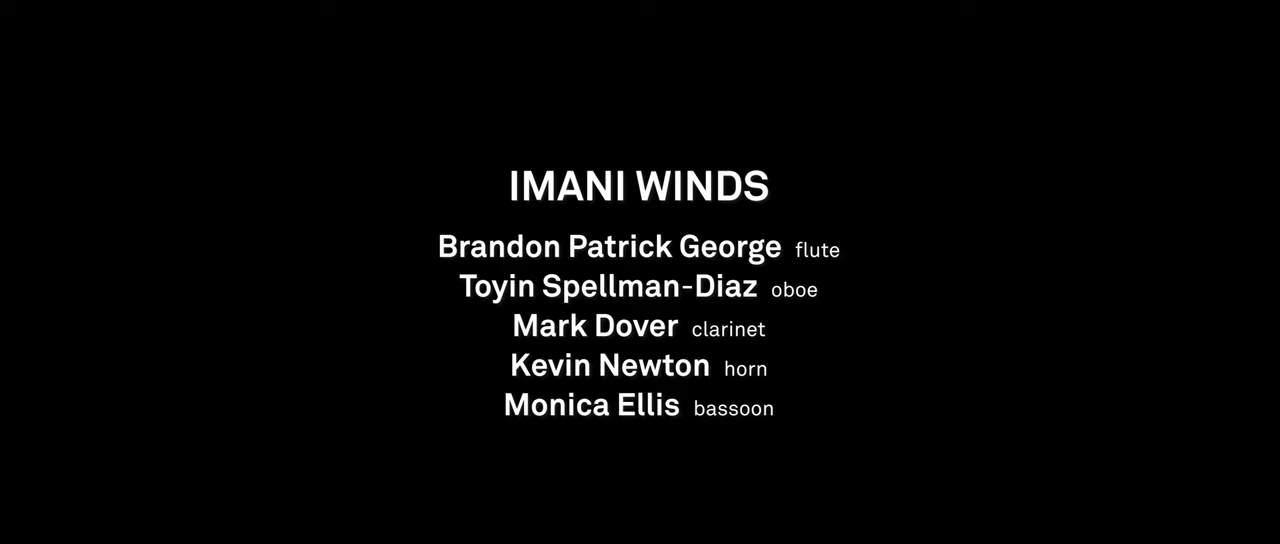 IMANI WINDS
Brandon Patrick George flute
Toyin Spellman-Diaz oboe
Mark Dover clarinet
Kevin Newton horn
Monica Ellis bassoon